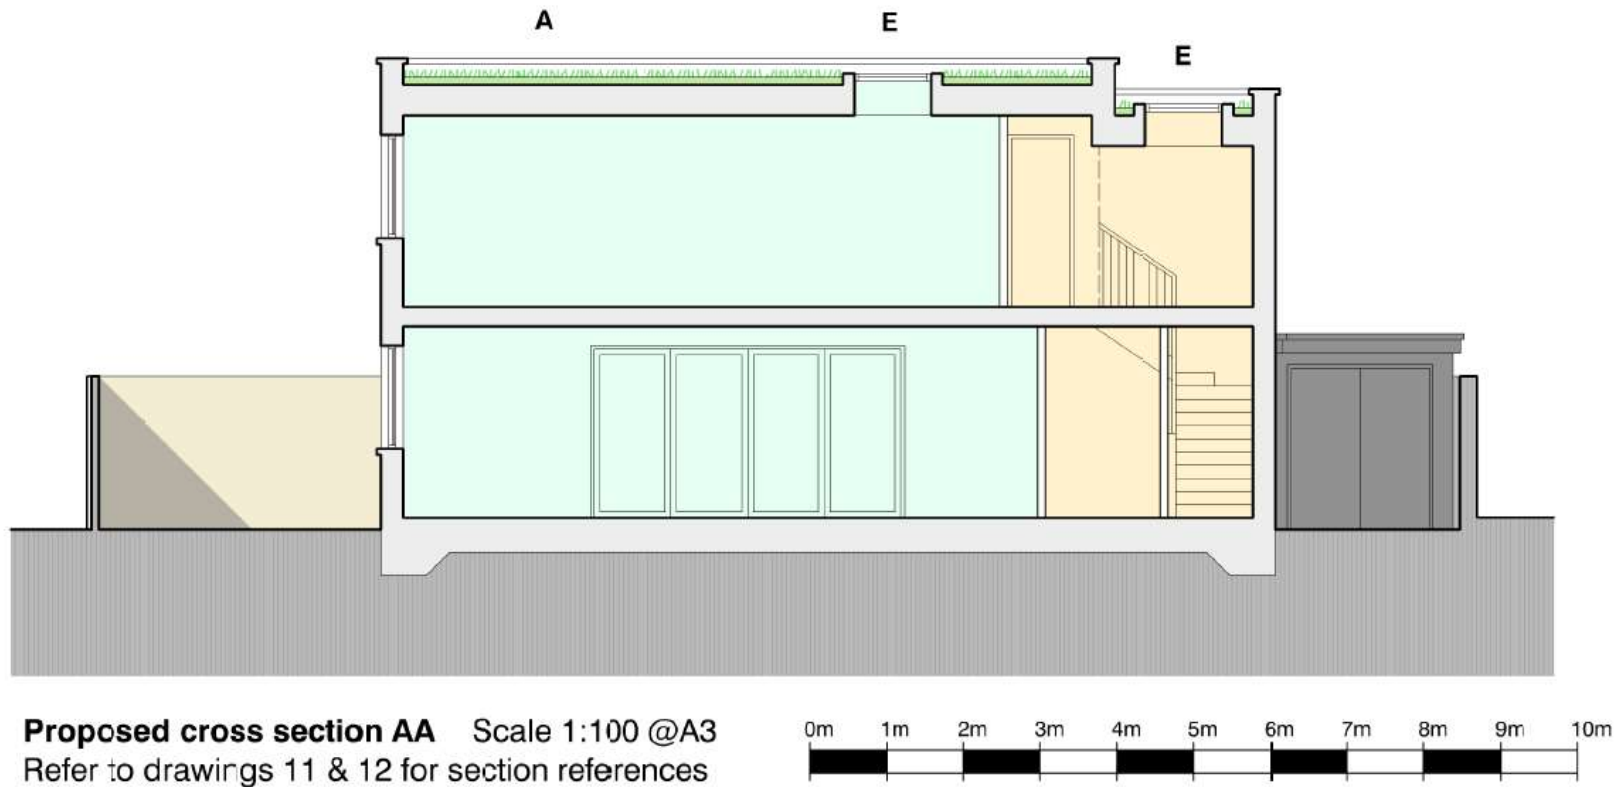 A
E
E
Proposed cross section AA Scale 1:100 @A3
Refer to drawings 11 & 12 for section references
0m 1m 2m 3m 4m 5m 6m 7m 8m 9m 10m